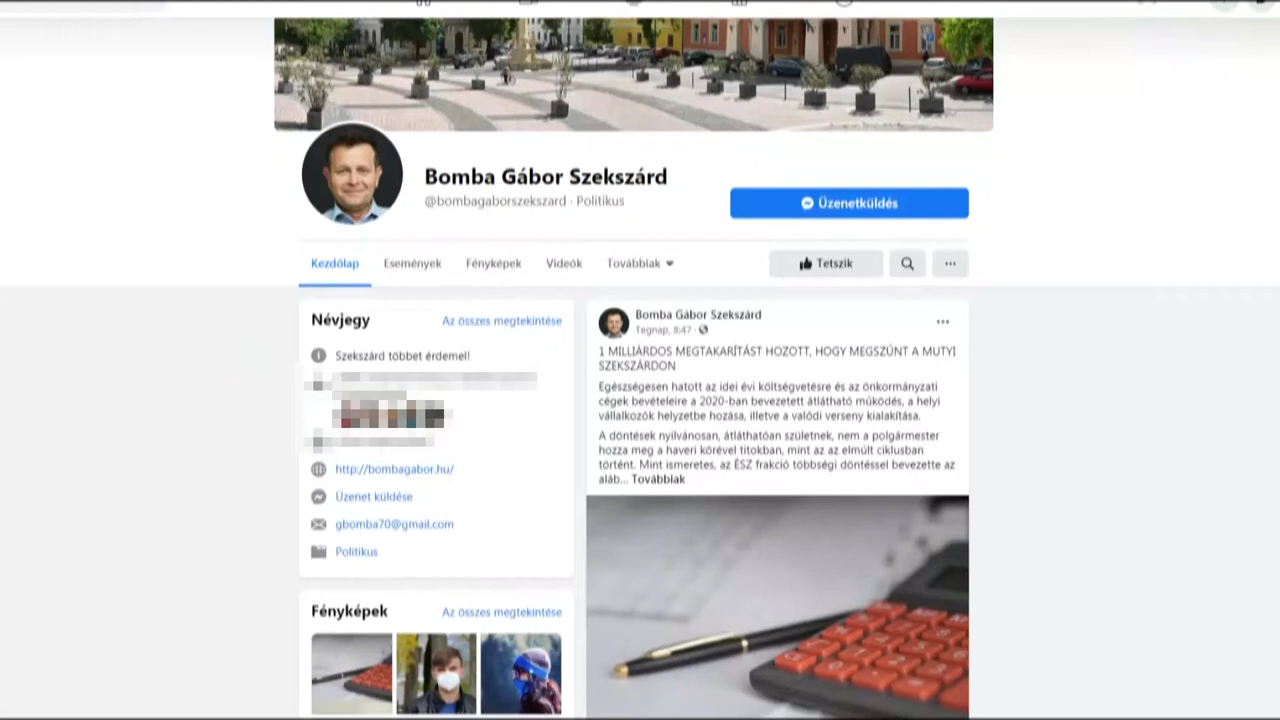 Bomba Gábor Szekszárd
@bombagaborszekszard · Politikus
Üzenetküldés
Kezdőlap
Események
Fényképek
Videók
Továbbiak
Tetszik
Névjegy
Az összes megtekintése
Szekszárd többet érdemel!
http://bombagabor.hu/
Üzenet küldése
gbomba70@gmail.com
Politikus
Fényképek
Az összes megtekintése
Bomba Gábor Szekszárd
Tegnap, 8:47 ·
1 MILLIÁRDOS MEGTAKARÍTÁST HOZOTT, HOGY MEGSZŰNT A MUTYI
SZEKSZÁRDON
Egészségesen hatott az idei évi költségvetésre és az önkormányzati
cégek bevételeire a 2020-ban bevezetett átlátható működés, a helyi
vállalkozók helyzetbe hozása, illetve a valódi verseny kialakítása.
A döntések nyilvánosan, átláthatóan születnek, nem a polgármester
hozza meg a haveri körével titokban, mint az az elmúlt ciklusban
történt. Mint ismeretes, az ÉSZ frakció többségi döntéssel bevezette az
aláb... Továbbiak